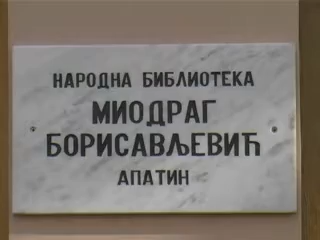 НАРОДНА БИБЛИОТЕКА
МИОДРАГ
БОРИСАВЉЕВИЋ
АПАТИН